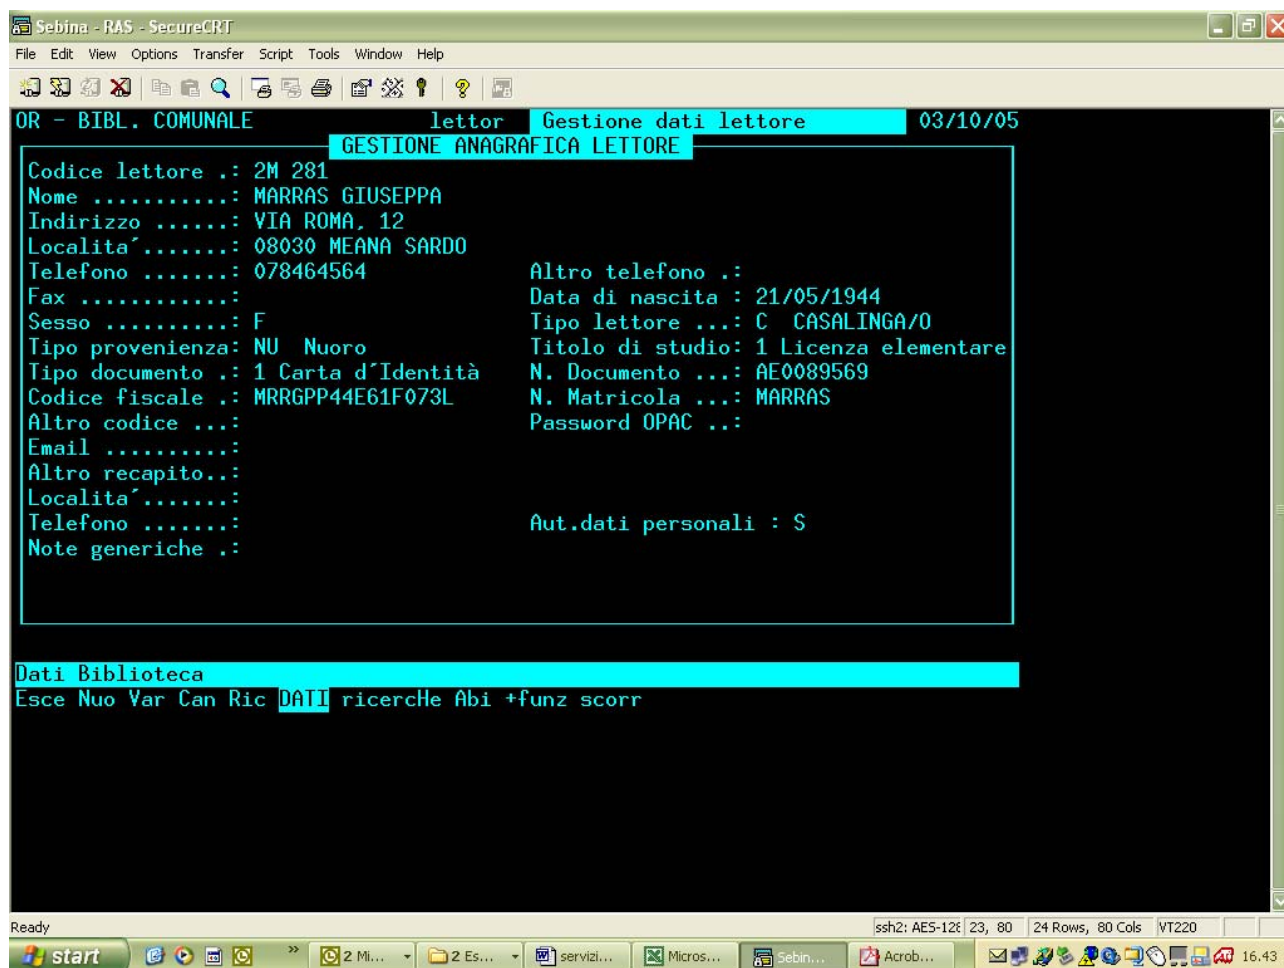 Sebina - RAS - SecureCRT
File Edit View Options Transfer Script Tools Window Help
OR - BIBL. COMUNALE lettor Gestione dati lettore 03/10/05
GESTIONE ANAGRAFICA LETTORE
Codice lettore .: 2M 281
Nome ...........: MARRAS GIUSEPPA
Indirizzo ......: VIA ROMA, 12
Localita´.......: 08030 MEANA SARDO
Telefono .......: 078464564 Altro telefono .:
Fax ............: Data di nascita : 21/05/1944
Sesso ..........: F Tipo lettore ...: C CASALINGA/O
Tipo provenienza: NU Nuoro Titolo di studio: 1 Licenza elementare
Tipo documento .: 1 Carta d´Identità N. Documento ...: AE0089569
Codice fiscale .: MRRGPP44E61F073L N. Matricola ...: MARRAS
Altro codice ...: Password OPAC ..:
Email ..........:
Altro recapito..:
Localita´.......:
Telefono .......: Aut.dati personali : S
Note generiche .:
Dati Biblioteca
Esce Nuo Var Can Ric DATI ricercHe Abi +funz scorr
Ready ssh2: AES-128 23, 80 24 Rows, 80 Cols VT220
start » 2 Mi... 2 Es... servizi... Micros... Sebin... Acrob... 16.43